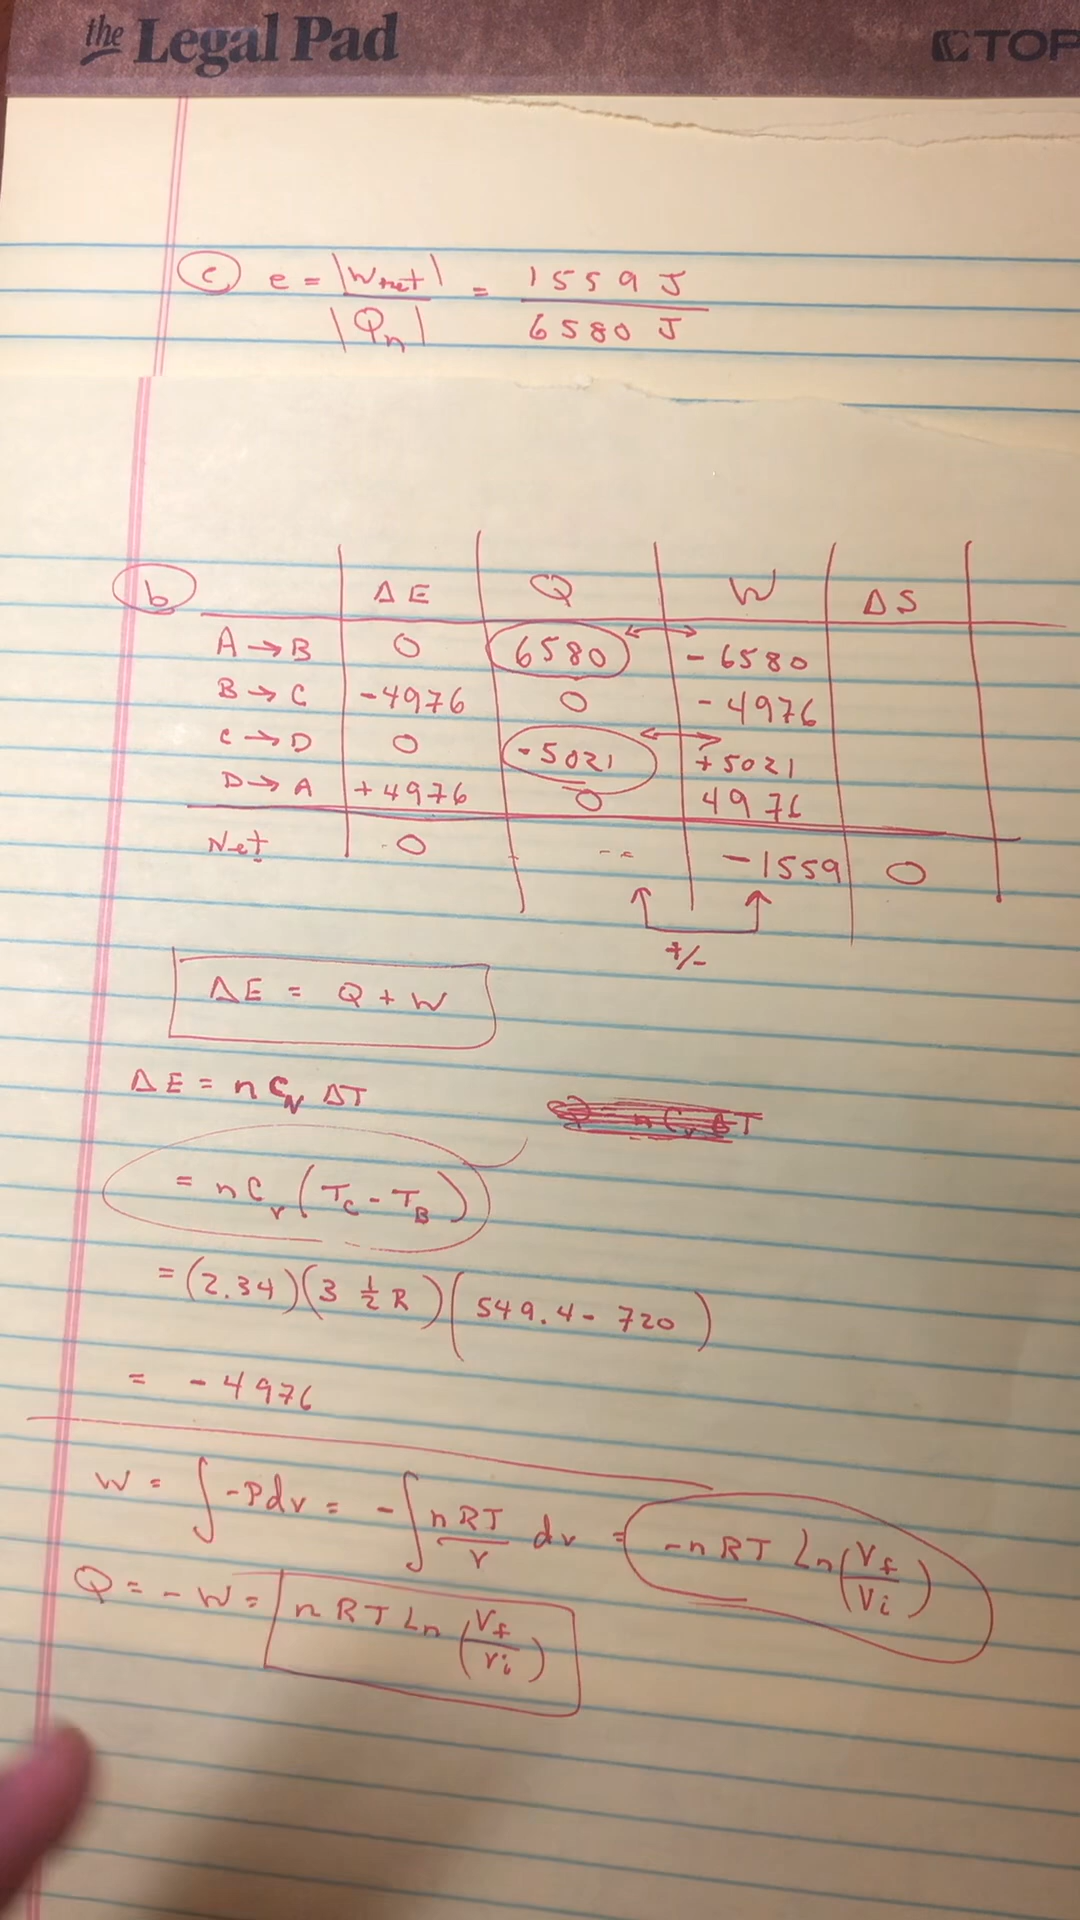 the Legal Pad TOP
c e = |Wnet| / |Qn| = 1559 J / 6580 J
b ΔE Q W ΔS
A → B 0 6580 - 6580
B → C -4976 0 - 4976
C → D 0 - 5021 +5021
D → A +4976 0 4976
Net 0 -- -1559 0
+/-
ΔE = Q + W
ΔE = n Cv ΔT
= n Cv (TC - TB)
= (2.34)(3 1/2 R)(549.4 - 720)
= - 4976
W = ∫ -Pdv = - ∫ nRT/v dv = -nRT Ln (Vf/Vi)
Q = - W = nRT Ln (Vf/Vi)